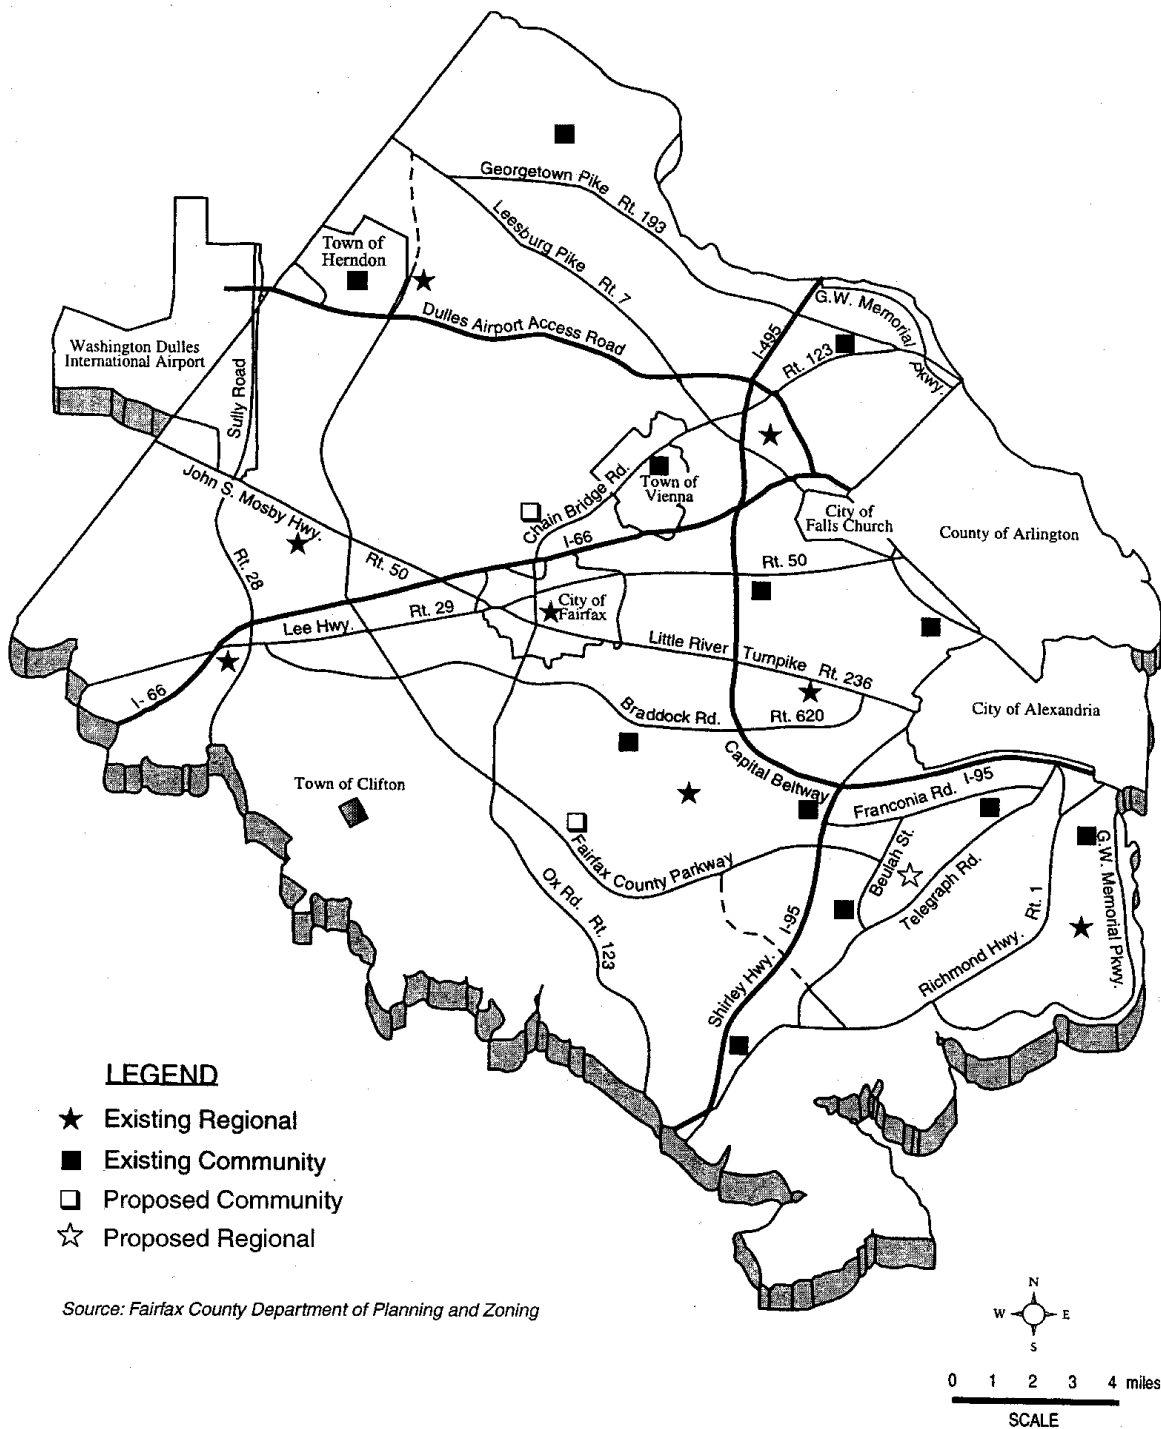 Georgetown Pike Rt. 193
Leesburg Pike Rt. 7
Town of
Herndon
G.W. Memorial Pkwy.
Dulles Airport Access Road
I-495
Rt. 123
Washington Dulles
International Airport
Sully Road
John S. Mosby Hwy.
Rt. 50
Chain Bridge Rd.
Town of
Vienna
City of
Falls Church
County of Arlington
I-66
Rt. 50
Rt. 28
Rt. 29
Lee Hwy.
City of
Fairfax
Little River Turnpike Rt. 236
I-66
Braddock Rd. Rt. 620
City of Alexandria
Capital Beltway
I-95
Town of Clifton
Franconia Rd.
Fairfax County Parkway
Beulah St.
Telegraph Rd.
G.W. Memorial Pkwy.
Ox Rd. Rt. 123
I-95
Shirley Hwy.
Rt. 1
Richmond Hwy.
LEGEND
Existing Regional
Existing Community
Proposed Community
Proposed Regional
Source: Fairfax County Department of Planning and Zoning
N
W E
S
0 1 2 3 4 miles
SCALE